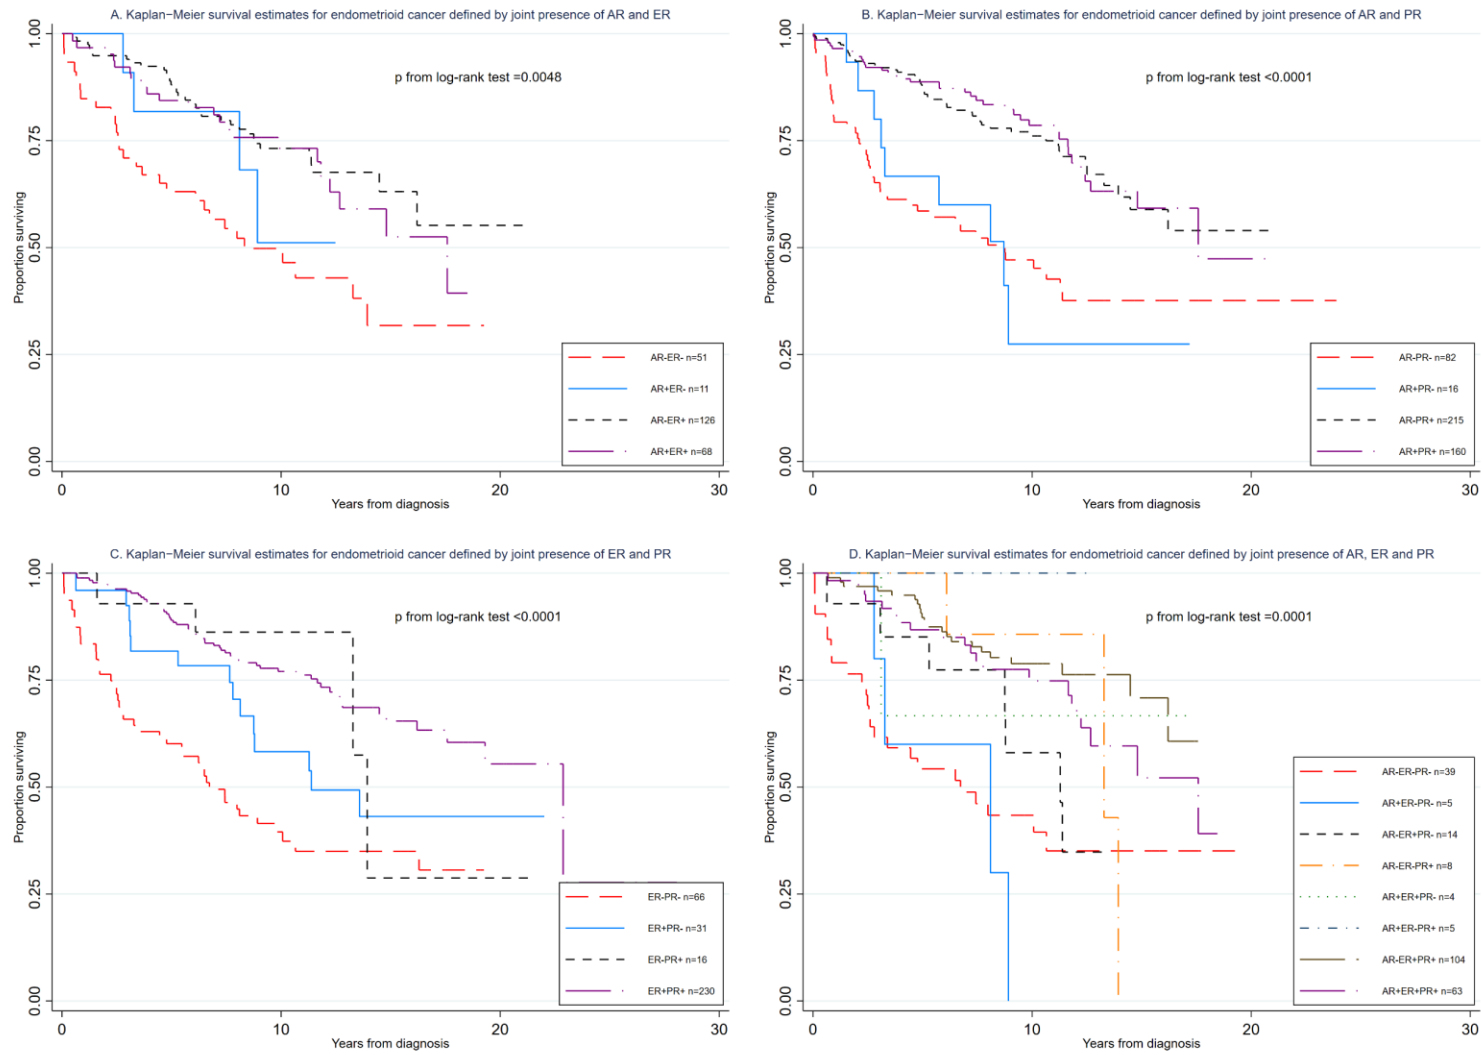 A. Kaplan−Meier survival estimates for endometrioid cancer defined by joint presence of AR and ER
p from log-rank test =0.0048
Proportion surviving
1.00
0.75
0.50
0.25
0.00
AR-ER- n=51
AR+ER- n=11
AR-ER+ n=126
AR+ER+ n=68
0 10 20 30
Years from diagnosis
B. Kaplan−Meier survival estimates for endometrioid cancer defined by joint presence of AR and PR
p from log-rank test <0.0001
Proportion surviving
1.00
0.75
0.50
0.25
0.00
AR-PR- n=82
AR+PR- n=16
AR-PR+ n=215
AR+PR+ n=160
0 10 20 30
Years from diagnosis
C. Kaplan−Meier survival estimates for endometrioid cancer defined by joint presence of ER and PR
p from log-rank test <0.0001
Proportion surviving
1.00
0.75
0.50
0.25
0.00
ER-PR- n=66
ER+PR- n=31
ER-PR+ n=16
ER+PR+ n=230
0 10 20 30
Years from diagnosis
D. Kaplan−Meier survival estimates for endometrioid cancer defined by joint presence of AR, ER and PR
p from log-rank test =0.0001
Proportion surviving
1.00
0.75
0.50
0.25
0.00
AR-ER-PR- n=39
AR+ER-PR- n=5
AR-ER+PR- n=14
AR-ER-PR+ n=8
AR+ER+PR- n=4
AR+ER-PR+ n=5
AR-ER+PR+ n=104
AR+ER+PR+ n=63
0 10 20 30
Years from diagnosis